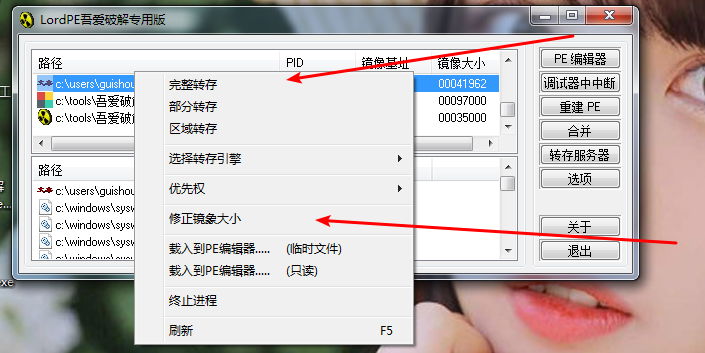 LordPE吾爱破解专用版
路径 PID 镜像基址 镜像大小
c:\users\guishou 00041962
c:\tools\吾爱破解 00097000
c:\tools\吾爱破解 00035000
路径
c:\users\guishou
c:\windows\sysw
c:\windows\sysw
c:\windows\sysw
完整转存
部分转存
区域转存
选择转存引擎
优先权
修正镜象大小
载入到PE编辑器..... (临时文件)
载入到PE编辑器..... (只读)
终止进程
刷新 F5
PE 编辑器
调试器中中断
重建 PE
合并
转存服务器
选项
关于
退出
工
e...
xe